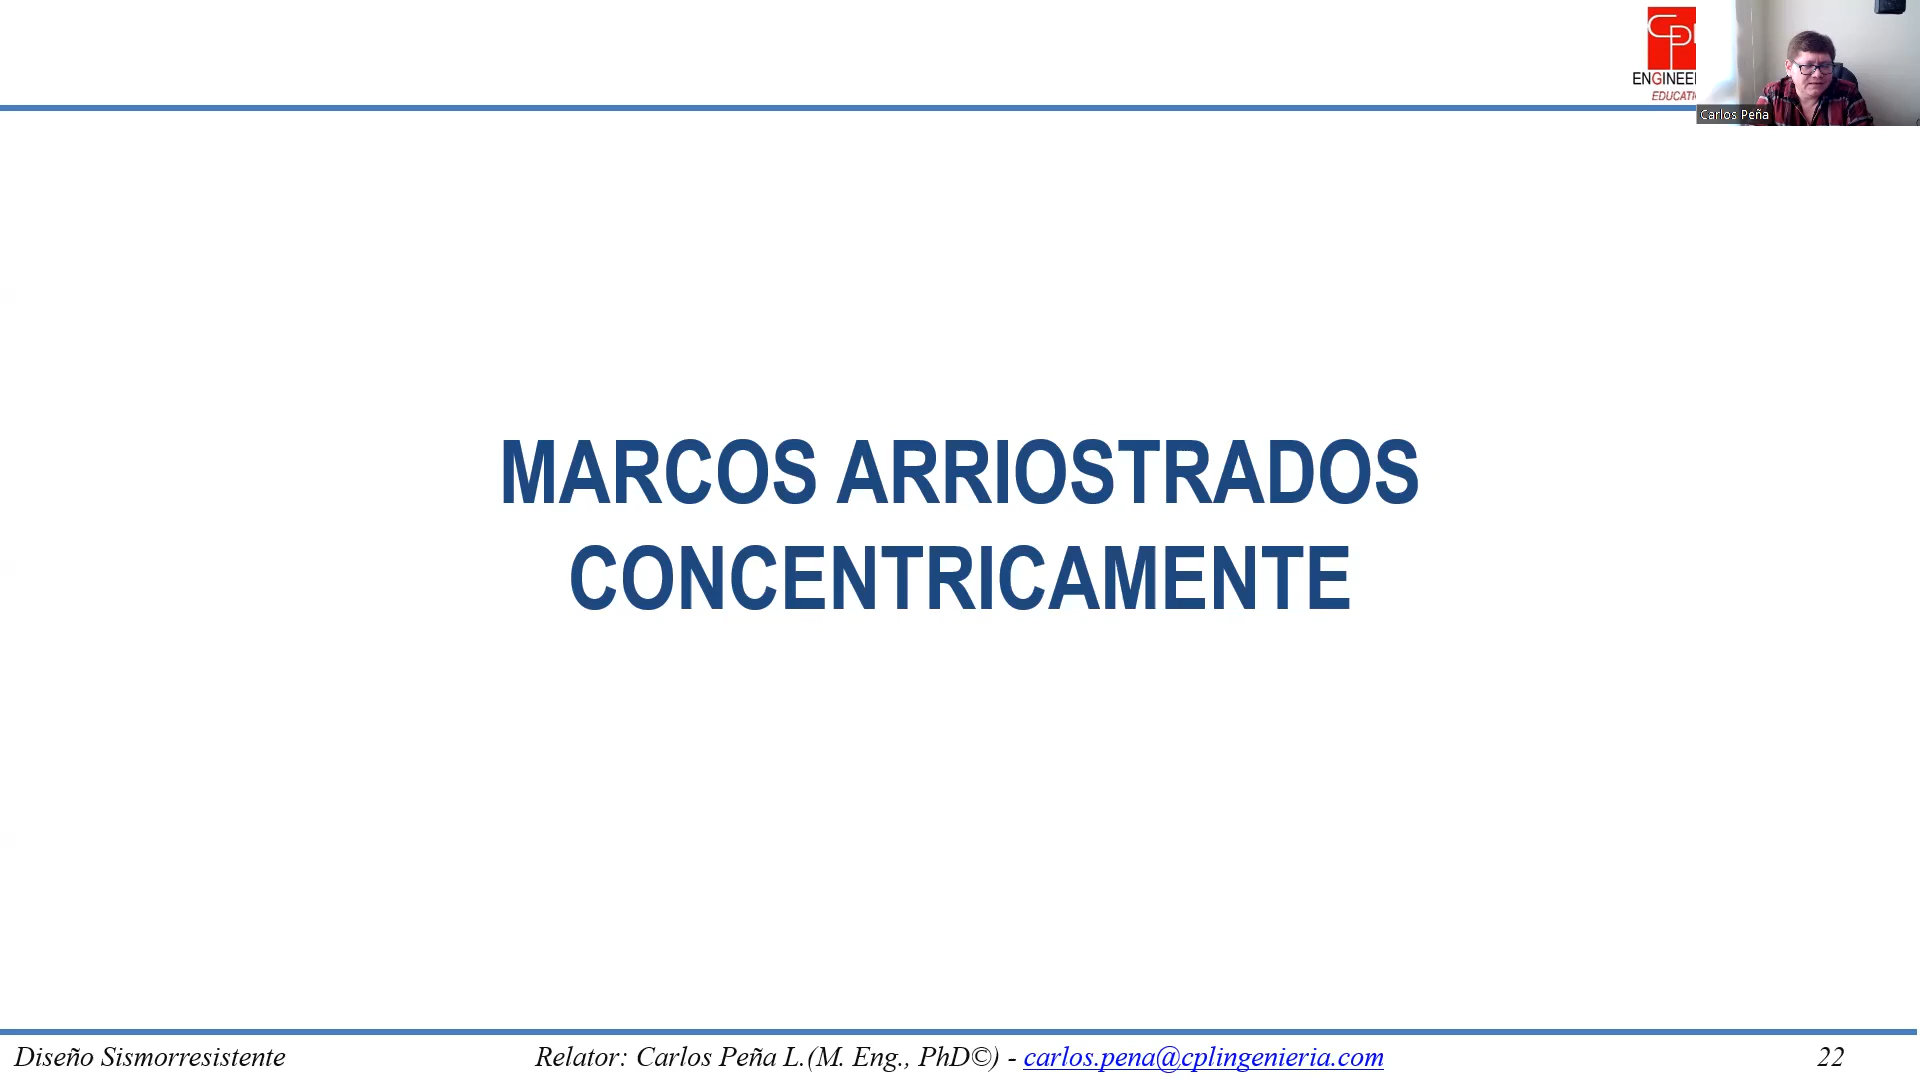 CP
ENGINEE
EDUCATI
Carlos Peña
MARCOS ARRIOSTRADOS
CONCENTRICAMENTE
Diseño Sismorresistente
Relator: Carlos Peña L.(M. Eng., PhD©) - carlos.pena@cplingenieria.com
22